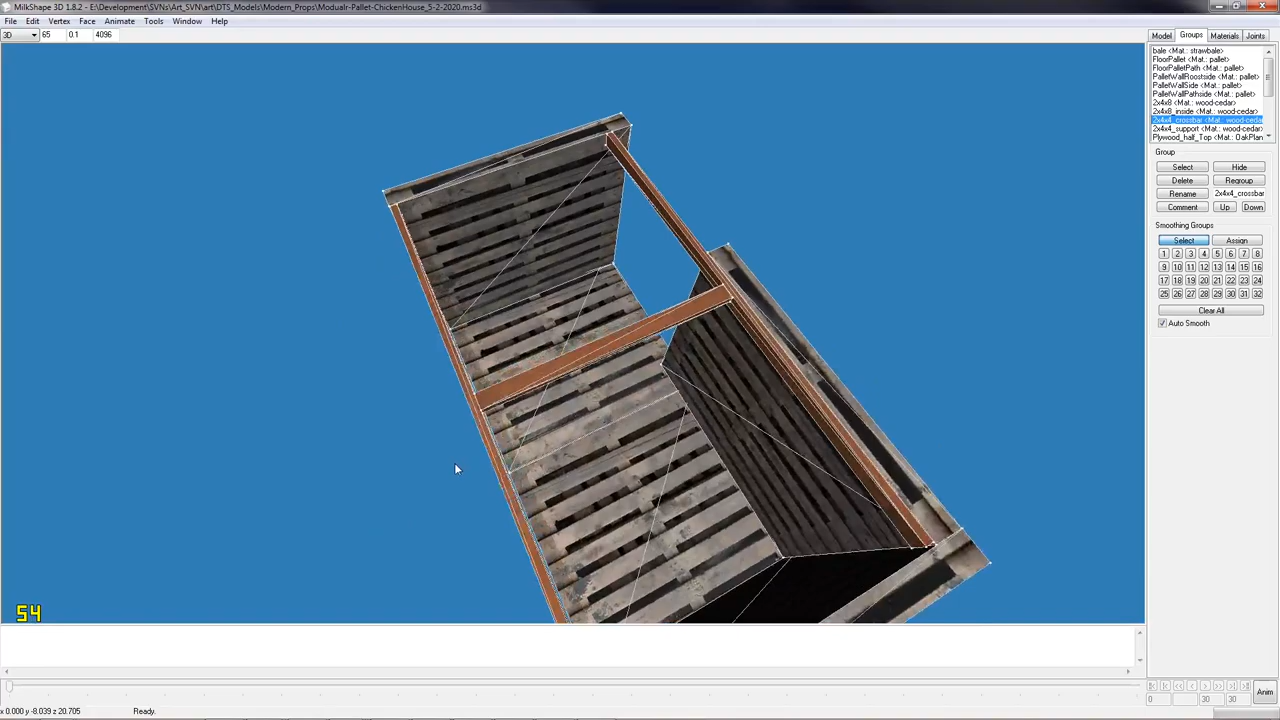 MilkShape 3D 1.8.2 - E:\Development\SVNs\Art_SVN\art\DTS_Models\Modern_Props\Modualr-Pallet-ChickenHouse_5-2-2020.ms3d
File Edit Vertex Face Animate Tools Window Help
3D 65 0.1 4096
Model Groups Materials Joints
bale <Mat.: strawbale>
FloorPallet <Mat.: pallet>
FloorPalletPath <Mat.: pallet>
PalletWallRoostside <Mat.: pallet>
PalletWallSide <Mat.: pallet>
PalletWallPathside <Mat.: pallet>
2x4x8 <Mat.: wood-cedar>
2x4x8_inside <Mat.: wood-cedar>
2x4x4_crossbar <Mat.: wood-cedar
2x4x4_support <Mat.: wood-cedar>
Plywood_half_Top <Mat.: OakPlan
Group
Select Hide
Delete Regroup
Rename 2x4x4_crossbar
Comment Up Down
Smoothing Groups
Select Assign
1 2 3 4 5 6 7 8
9 10 11 12 13 14 15 16
17 18 19 20 21 22 23 24
25 26 27 28 29 30 31 32
Clear All
Auto Smooth
54
0 30 30 Anim
x 0.000 y -8.039 z 20.705 Ready.